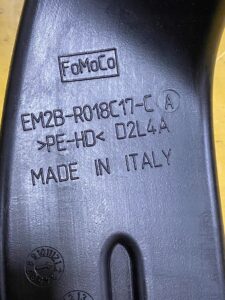 FoMoCo
EM2B-R018C17-C A
>PE-HD< D2L4A
MADE IN ITALY